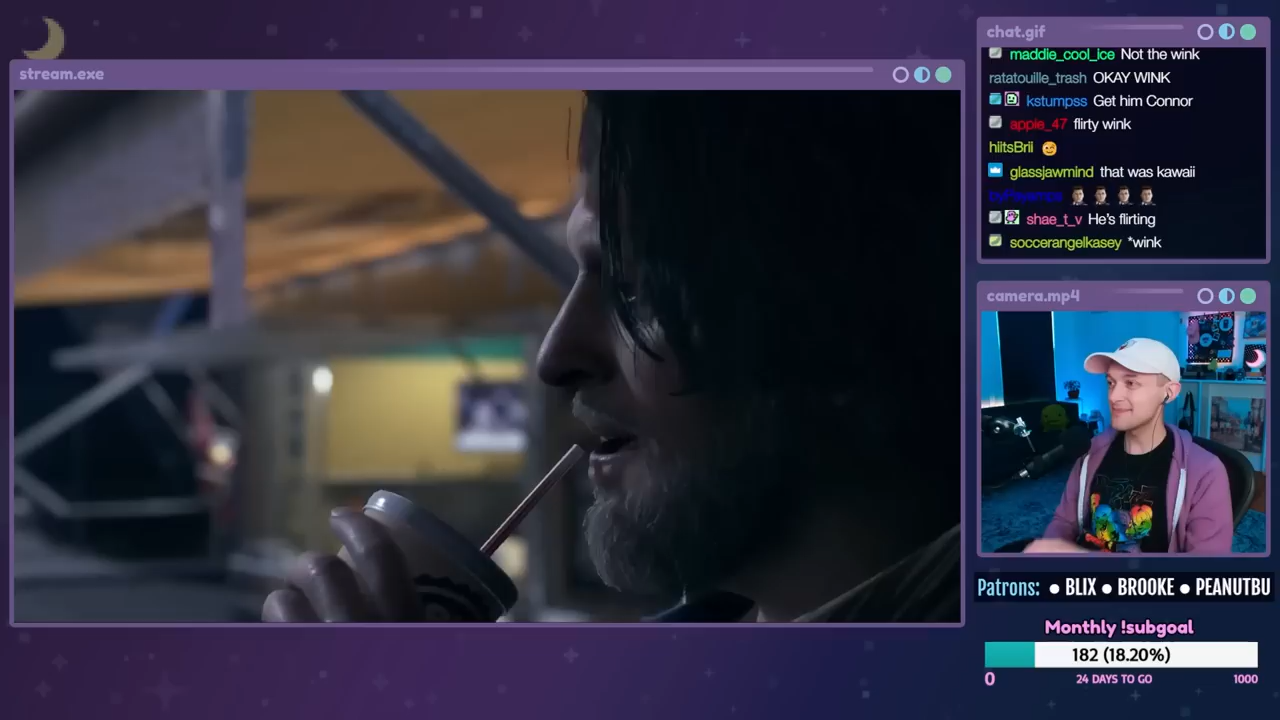 stream.exe
chat.gif
maddie_cool_ice Not the wink
ratatouille_trash OKAY WINK
kstumpss Get him Connor
apple_47 flirty wink
hiitsBrii
glassjawmind that was kawaii
shae_t_v He's flirting
soccerangelkasey *wink
camera.mp4
Patrons: ● BLIX ● BROOKE ● PEANUTBU
Monthly !subgoal
182 (18.20%)
0 24 DAYS TO GO 1000